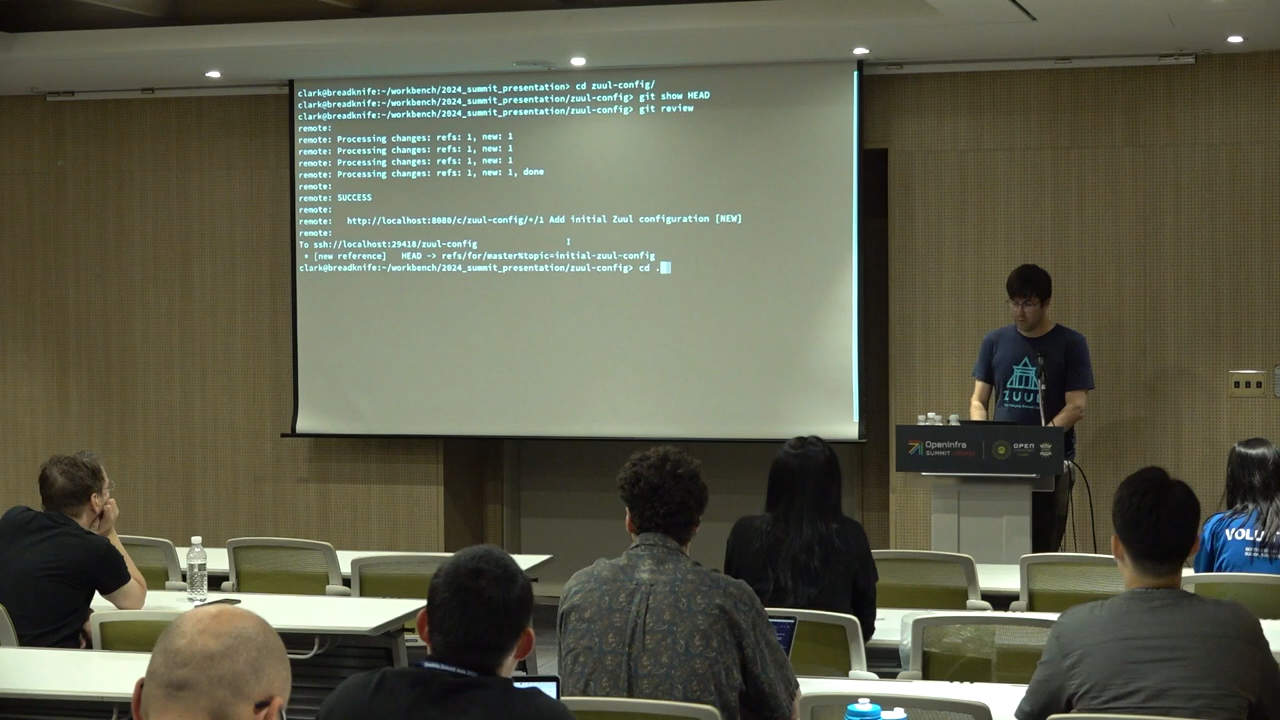 clark@breadknife:~/workbench/2024_summit_presentation> cd zuul-config/
clark@breadknife:~/workbench/2024_summit_presentation/zuul-config> git show HEAD
clark@breadknife:~/workbench/2024_summit_presentation/zuul-config> git review
remote:
remote: Processing changes: refs: 1, new: 1
remote: Processing changes: refs: 1, new: 1
remote: Processing changes: refs: 1, new: 1
remote: Processing changes: refs: 1, new: 1, done
remote:
remote: SUCCESS
remote:
remote:   http://localhost:8080/c/zuul-config/+/1 Add initial Zuul configuration [NEW]
remote:
To ssh://localhost:29418/zuul-config
 * [new reference]   HEAD -> refs/for/master%topic=initial-zuul-config
clark@breadknife:~/workbench/2024_summit_presentation/zuul-config> cd .
ZUUL
OpenInfra
SUMMIT
OPEN
VOLU